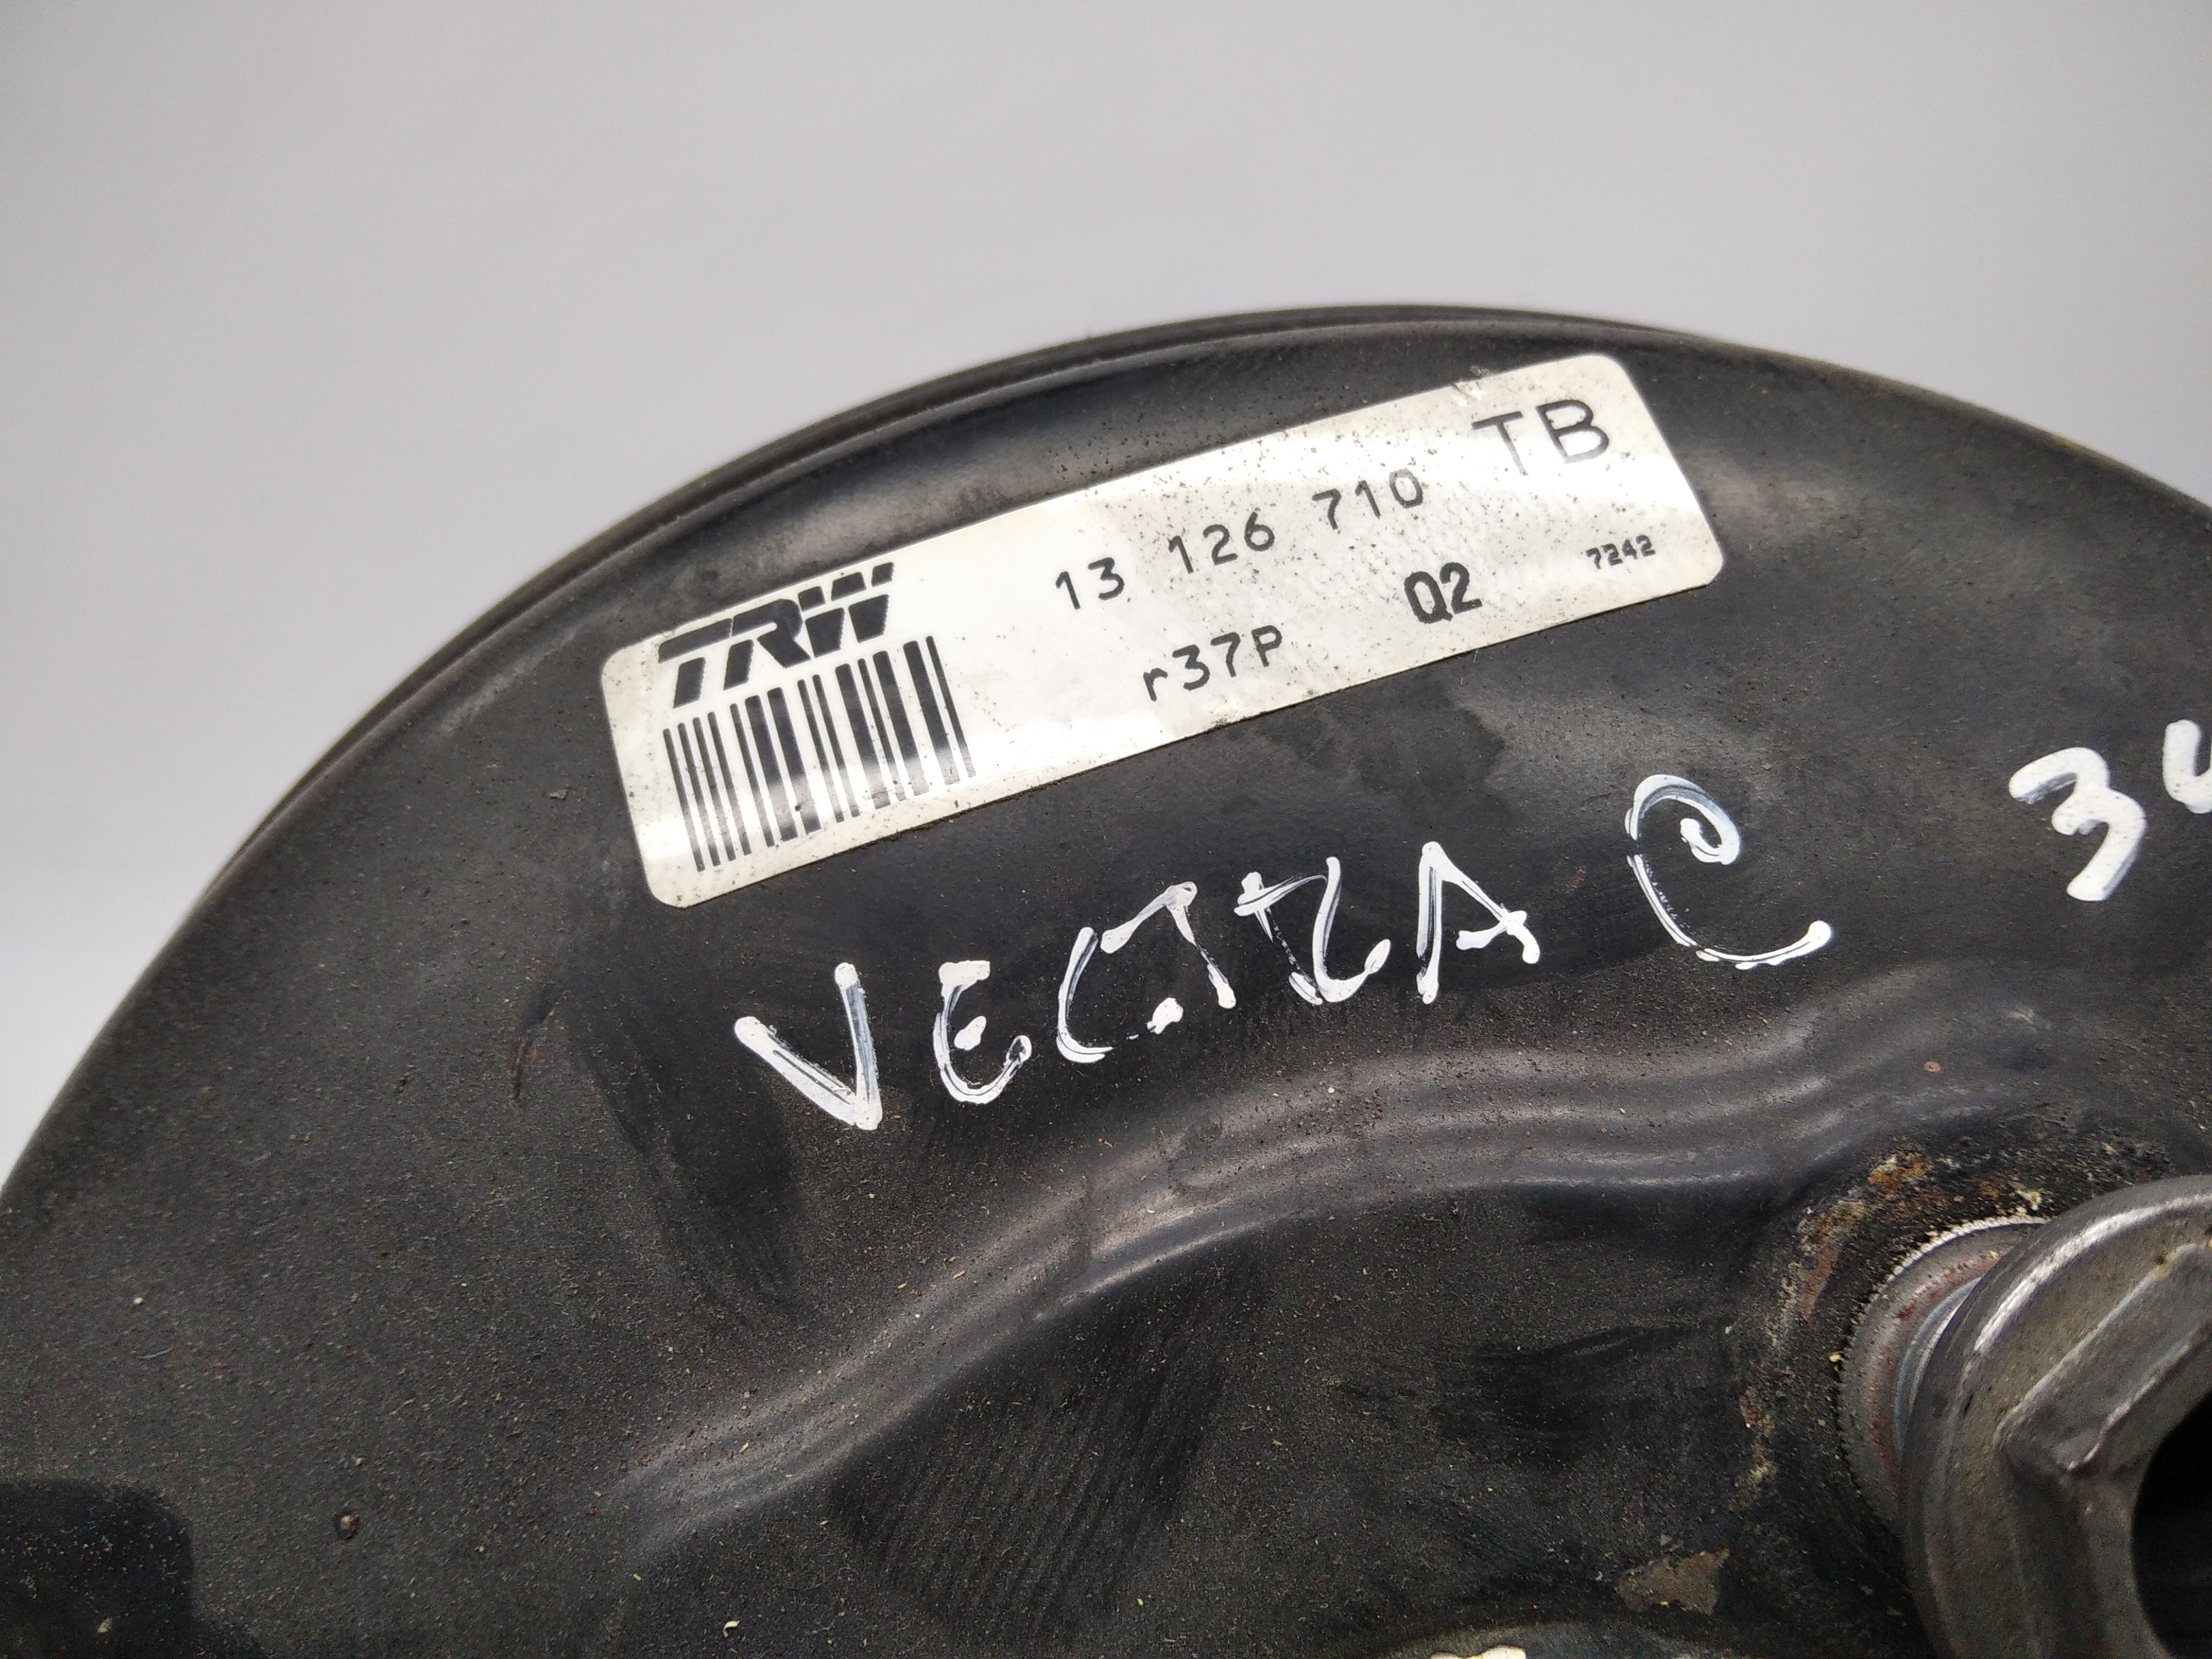 TRW 13 126 710 TB
r37P Q2 7242
VECTRA C